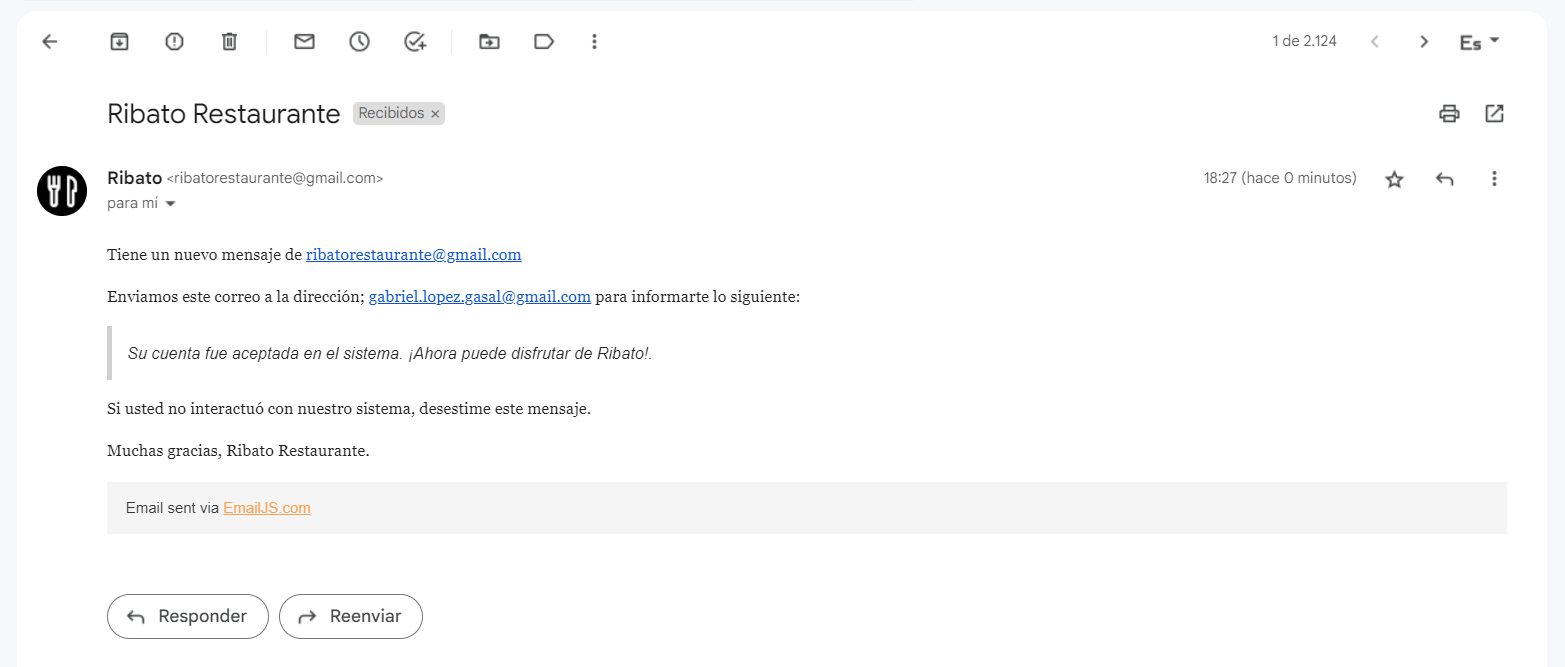 1 de 2.124
Es
Ribato Restaurante Recibidos ×
Ribato <ribatorestaurante@gmail.com> 18:27 (hace 0 minutos)
para mí
Tiene un nuevo mensaje de ribatorestaurante@gmail.com
Enviamos este correo a la dirección; gabriel.lopez.gasal@gmail.com para informarte lo siguiente:
Su cuenta fue aceptada en el sistema. ¡Ahora puede disfrutar de Ribato!.
Si usted no interactuó con nuestro sistema, desestime este mensaje.
Muchas gracias, Ribato Restaurante.
Email sent via EmailJS.com
Responder Reenviar